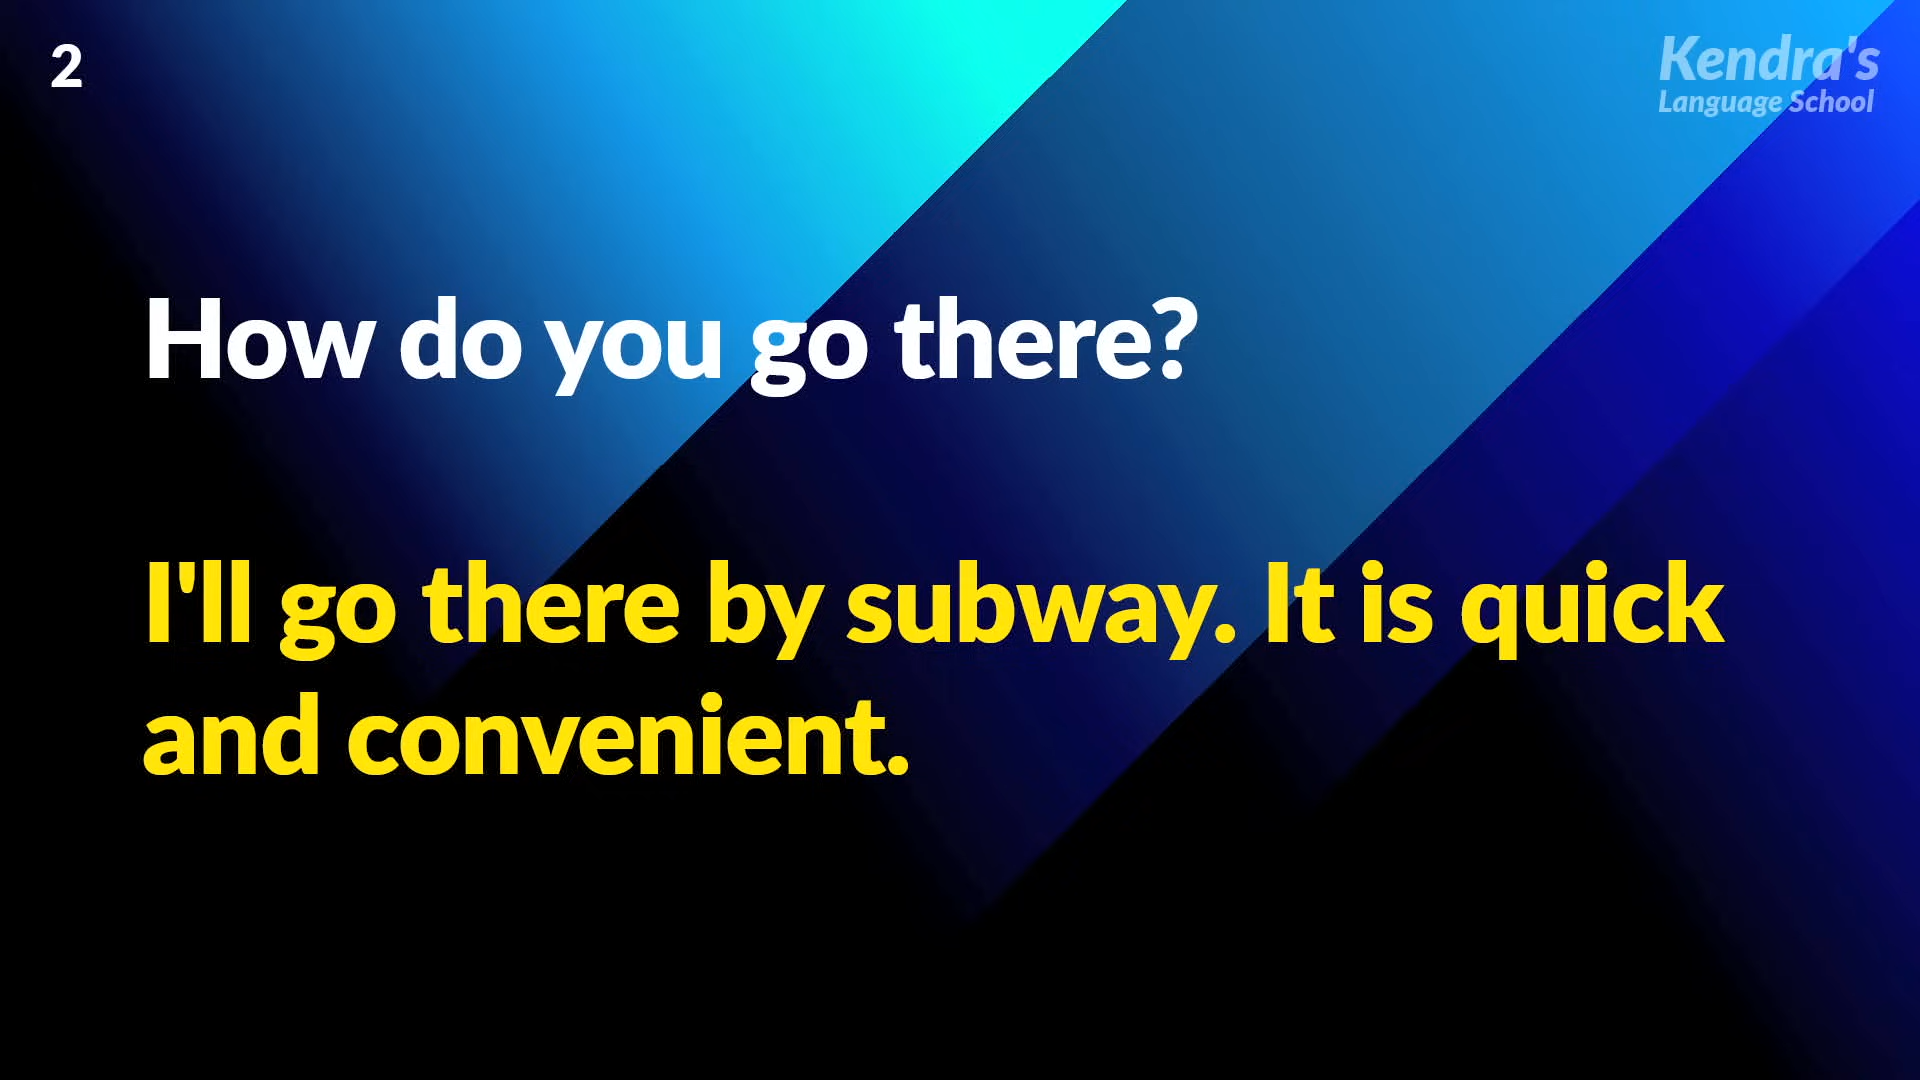 2
Kendra's
Language School
How do you go there?
I'll go there by subway. It is quick
and convenient.